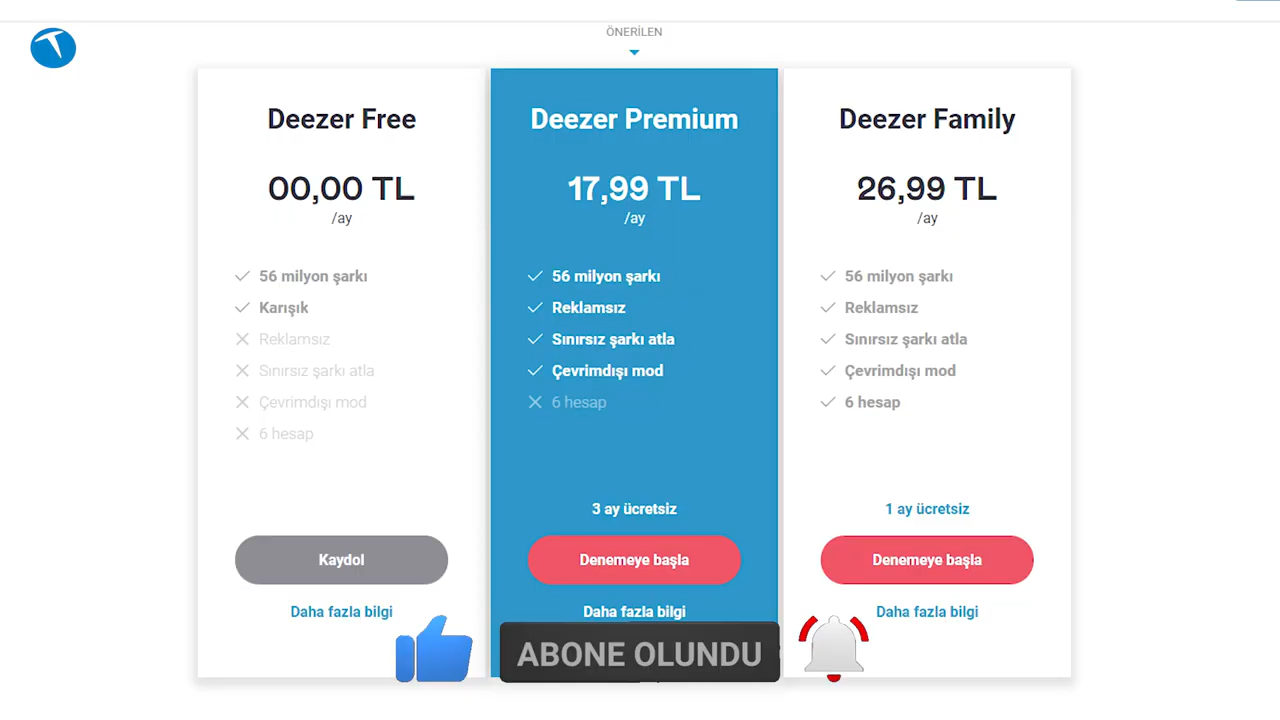 ÖNERİLEN
Deezer Free
00,00 TL
/ay
56 milyon şarkı
Karışık
Reklamsız
Sınırsız şarkı atla
Çevrimdışı mod
6 hesap
Kaydol
Daha fazla bilgi
Deezer Premium
17,99 TL
/ay
56 milyon şarkı
Reklamsız
Sınırsız şarkı atla
Çevrimdışı mod
6 hesap
3 ay ücretsiz
Denemeye başla
Daha fazla bilgi
Deezer Family
26,99 TL
/ay
56 milyon şarkı
Reklamsız
Sınırsız şarkı atla
Çevrimdışı mod
6 hesap
1 ay ücretsiz
Denemeye başla
Daha fazla bilgi
ABONE OLUNDU